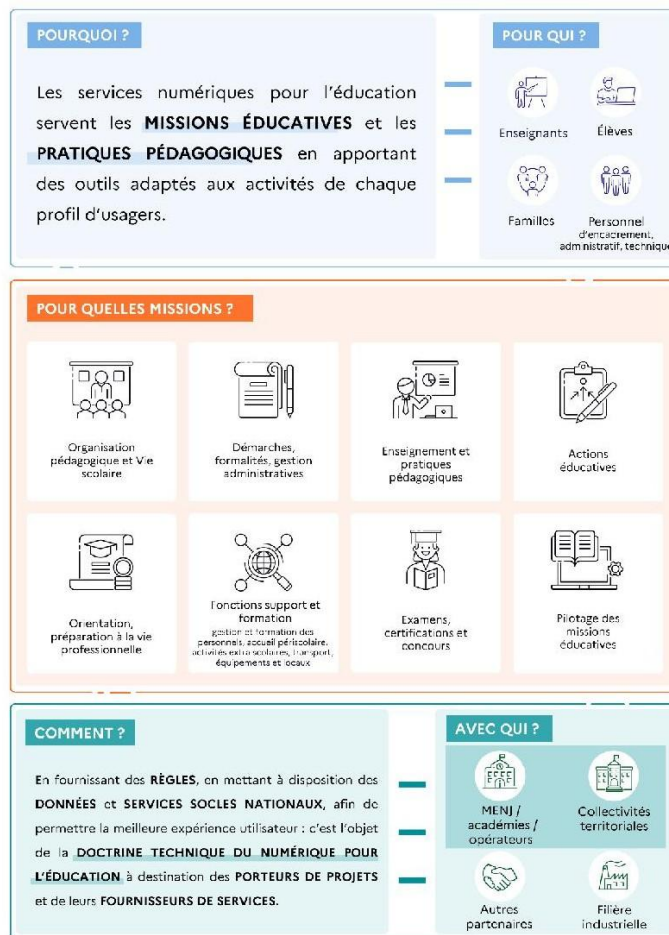 POURQUOI ?
Les services numériques pour l'éducation
servent les MISSIONS ÉDUCATIVES et les
PRATIQUES PÉDAGOGIQUES en apportant
des outils adaptés aux activités de chaque
profil d'usagers.
POUR QUI ?
Enseignants
Élèves
Familles
Personnel
d'encadrement,
administratif, technique
POUR QUELLES MISSIONS ?
Organisation
pédagogique et Vie
scolaire
Démarches,
formalités, gestion
administratives
Enseignement et
pratiques
pédagogiques
Actions
éducatives
Orientation,
préparation à la vie
professionnelle
Fonctions support et
formation
gestion et formation des
personnels, accueil périscolaire,
activités extra scolaires, transport,
équipements et locaux
Examens,
certifications et
concours
Pilotage des
missions
éducatives
COMMENT ?
En fournissant des RÈGLES, en mettant à disposition des
DONNÉES et SERVICES SOCLES NATIONAUX, afin de
permettre la meilleure expérience utilisateur : c'est l'objet
de la DOCTRINE TECHNIQUE DU NUMÉRIQUE POUR
L'ÉDUCATION à destination des PORTEURS DE PROJETS
et de leurs FOURNISSEURS DE SERVICES.
AVEC QUI ?
MENJ /
académies /
opérateurs
Collectivités
territoriales
Autres
partenaires
Filière
industrielle